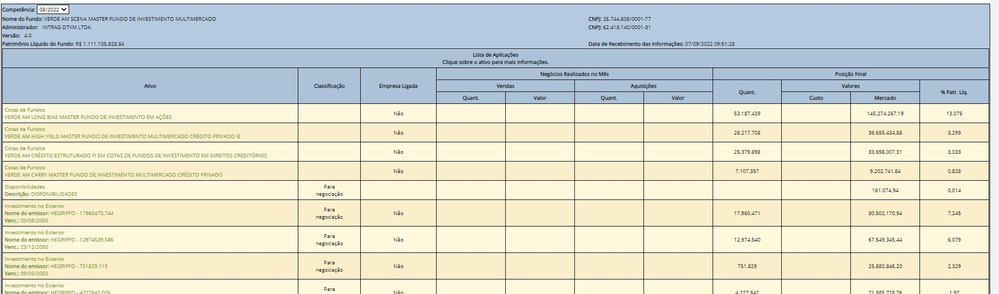 Competência: 08/2022
Nome do Fundo: VERDE AM SCENA MASTER FUNDO DE INVESTIMENTO MULTIMERCADO CNPJ: 26.744.808/0001-77
Administrador: INTRAG DTVM LTDA. CNPJ: 62.418.140/0001-31
Versão: 4.0
Patrimônio Líquido do Fundo: R$ 1.111.105.828,84 Data de Recebimento das Informações: 07/09/2022 09:51:28
Lista de Aplicações
Clique sobre o ativo para mais informações.
Ativo Classificação Empresa Ligada Negócios Realizados no Mês Posição Final
Vendas Aquisições Quant. Valores % Patr. Líq.
Quant. Valor Quant. Valor Custo Mercado
Cotas de Fundos
VERDE AM LONG BIAS MASTER FUNDO DE INVESTIMENTO EM AÇÕES Não 53.187.439 145.274.267,19 13,075
Cotas de Fundos
VERDE AM HIGH YIELD MASTER FUNDO DE INVESTIMENTO MULTIMERCADO CRÉDITO PRIVADO IE Não 28.217.708 36.655.434,88 3,299
Cotas de Fundos
VERDE AM CRÉDITO ESTRUTURADO FI EM COTAS DE FUNDOS DE INVESTIMENTO EM DIREITOS CREDITÓRIOS Não 25.379.898 33.698.007,31 3,033
Cotas de Fundos
VERDE AM CARRY MASTER FUNDO DE INVESTIMENTO MULTIMERCADO CRÉDITO PRIVADO Não 7.107.357 9.202.741,84 0,828
Disponibilidades Para
Descrição: DISPONIBILIDADES negociação 161.074,94 0,014
Investimento no Exterior Para
Nome do emissor: HEGRIFFO - 17960470,744 negociação Não 17.960.471 80.502.170,94 7,245
Venc.: 03/08/2050
Investimento no Exterior Para
Nome do emissor: HEGRIFFO - 12974539,586 negociação Não 12.974.540 67.549.345,44 6,079
Venc.: 23/12/2050
Investimento no Exterior Para
Nome do emissor: HEGRIFFO - 751829,115 negociação Não 751.829 25.880.846,20 2,329
Venc.: 09/05/2050
Investimento no Exterior Para
Nome do emissor: HEGRIFFO - 4227842,026 Não 4.227.842 21.885.728,76 1,97